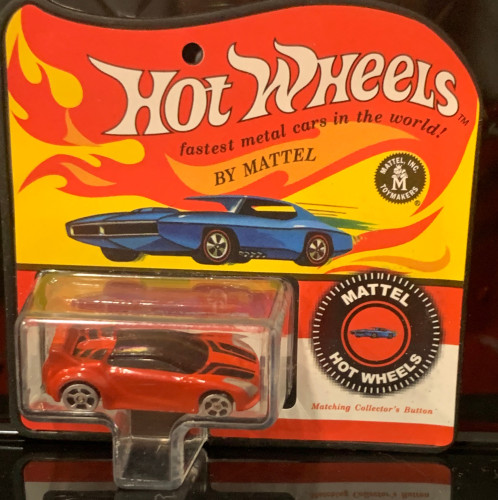 HOT WHEELS
TM
fastest metal cars in the world!
BY MATTEL
MATTEL, INC.
M
TOYMAKERS
MATTEL
HOT WHEELS
Matching Collector's Button